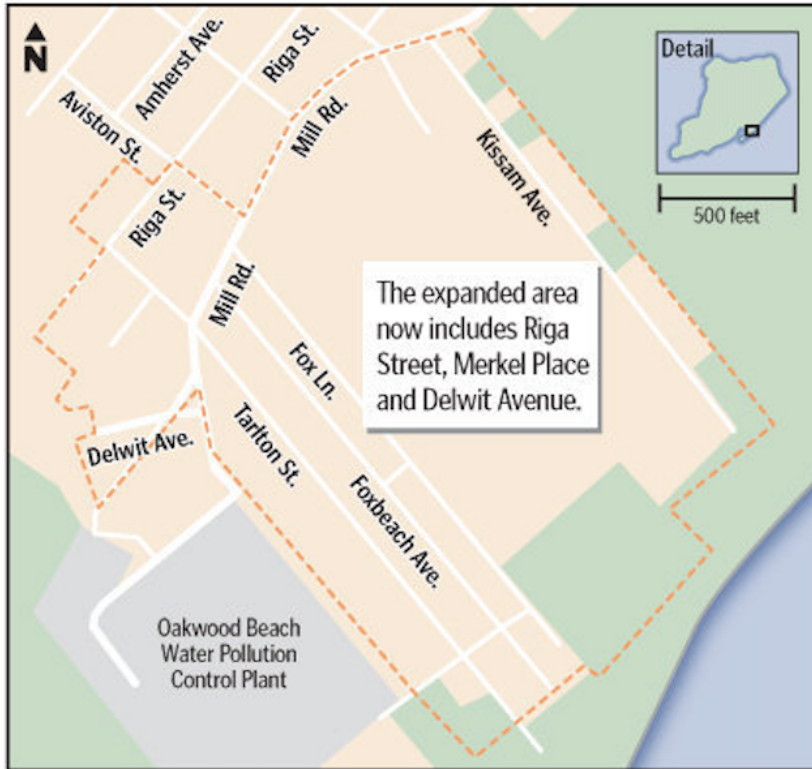 N
Amherst Ave.
Riga St.
Detail
Aviston St.
Mill Rd.
Kissam Ave.
500 feet
Riga St.
Mill Rd.
The expanded area
now includes Riga
Street, Merkel Place
and Delwit Avenue.
Fox Ln.
Tarlton St.
Delwit Ave.
Foxbeach Ave.
Oakwood Beach
Water Pollution
Control Plant